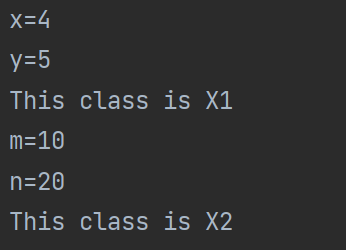 x=4
y=5
This class is X1
m=10
n=20
This class is X2